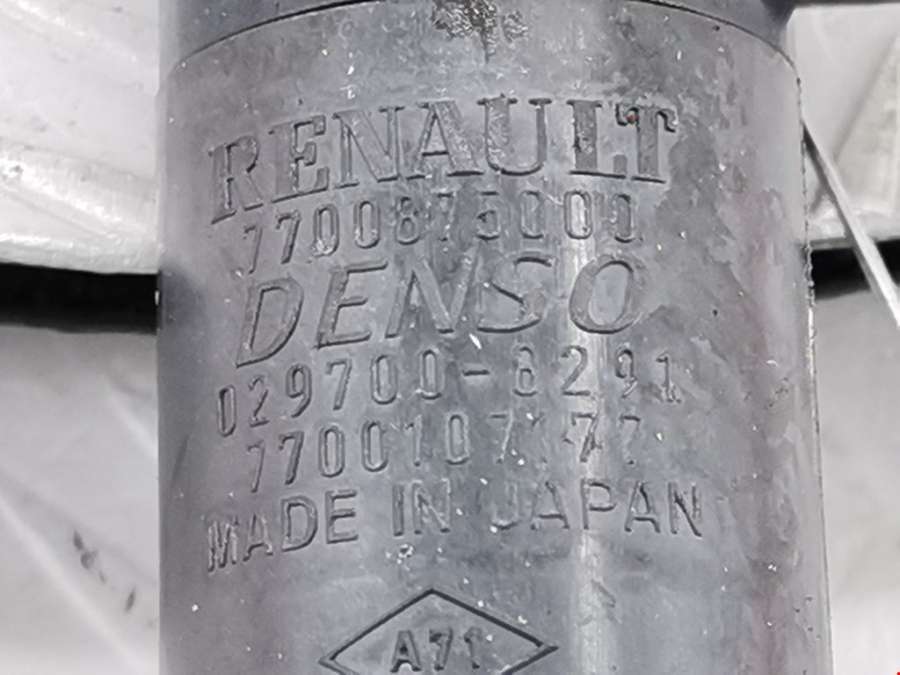 RENAULT
7700875000
DENSO
029700-8291
7700107177
MADE IN JAPAN
A71